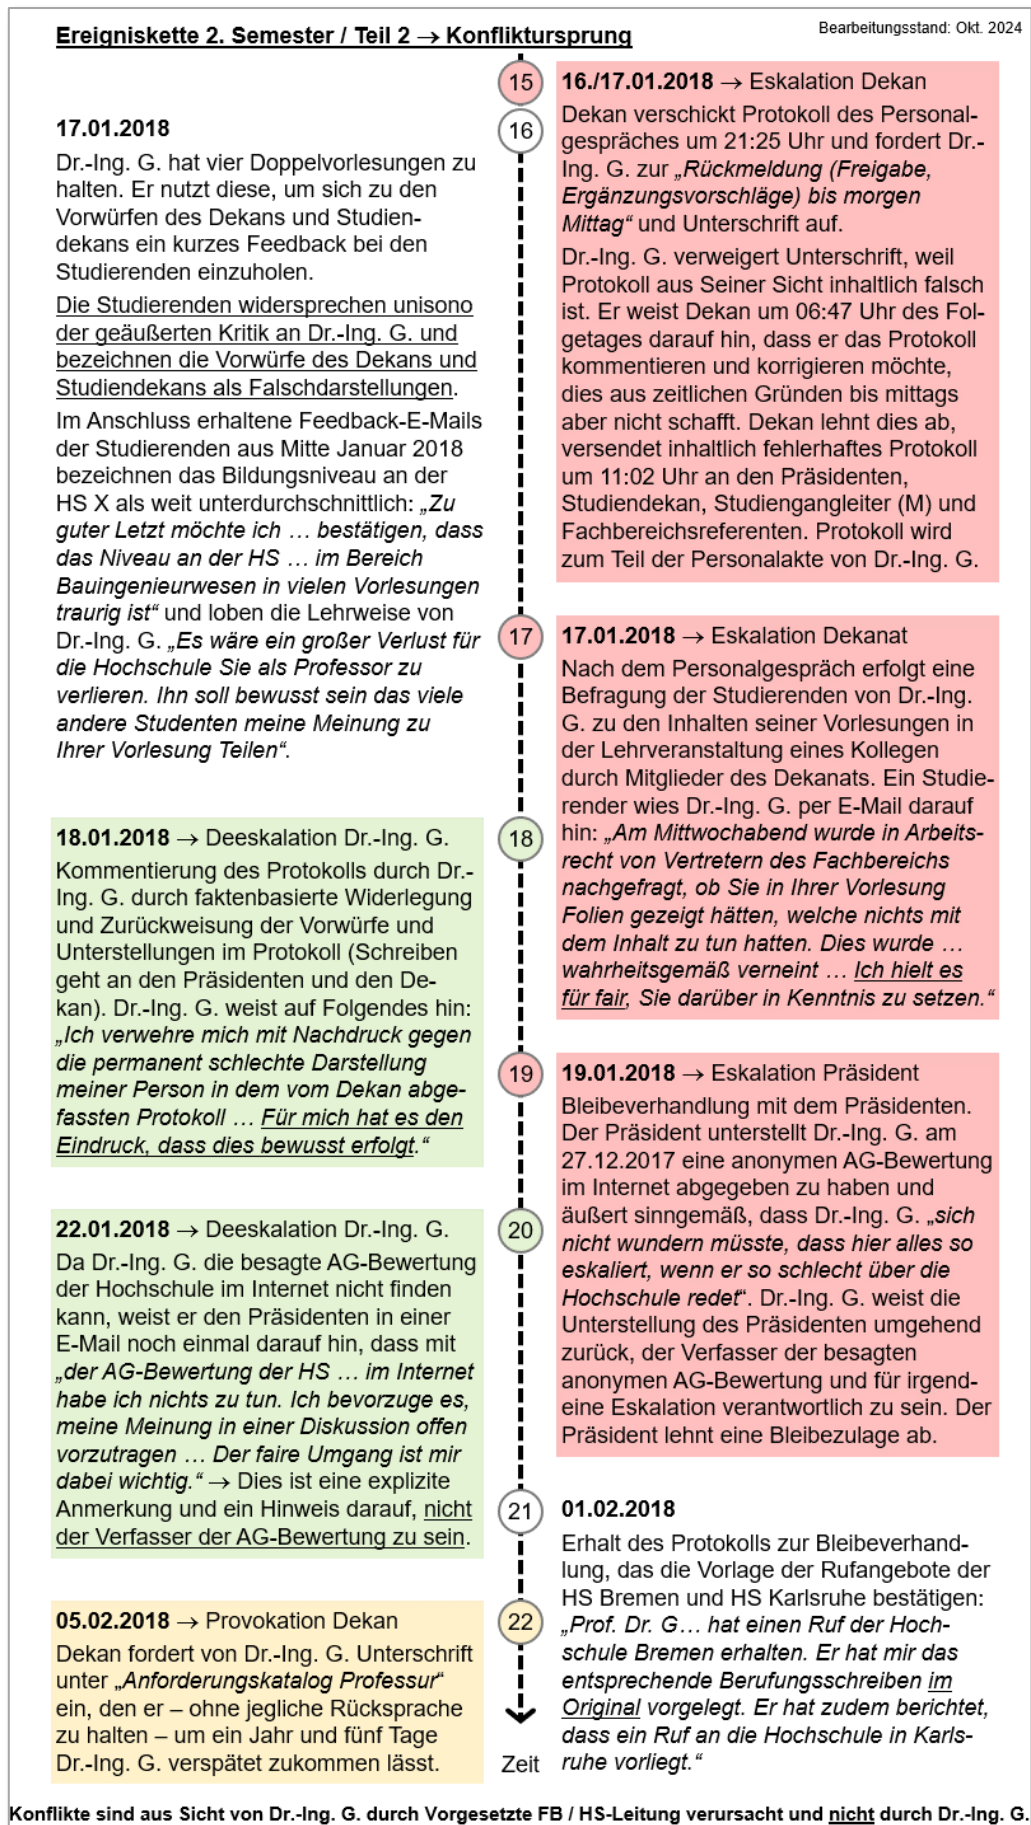 Ereigniskette 2. Semester / Teil 2 → Konfliktursprung
Bearbeitungsstand: Okt. 2024
15
16./17.01.2018 → Eskalation Dekan
Dekan verschickt Protokoll des Personal-
gespräches um 21:25 Uhr und fordert Dr.-
Ing. G. zur „Rückmeldung (Freigabe,
Ergänzungsvorschläge) bis morgen
Mittag“ und Unterschrift auf.
Dr.-Ing. G. verweigert Unterschrift, weil
Protokoll aus Seiner Sicht inhaltlich falsch
ist. Er weist Dekan um 06:47 Uhr des Fol-
getages darauf hin, dass er das Protokoll
kommentieren und korrigieren möchte,
dies aus zeitlichen Gründen bis mittags
aber nicht schafft. Dekan lehnt dies ab,
versendet inhaltlich fehlerhaftes Protokoll
um 11:02 Uhr an den Präsidenten,
Studiendekan, Studiengangleiter (M) und
Fachbereichsreferenten. Protokoll wird
zum Teil der Personalakte von Dr.-Ing. G.
16
17.01.2018
Dr.-Ing. G. hat vier Doppelvorlesungen zu
halten. Er nutzt diese, um sich zu den
Vorwürfen des Dekans und Studien-
dekans ein kurzes Feedback bei den
Studierenden einzuholen.
Die Studierenden widersprechen unisono
der geäußerten Kritik an Dr.-Ing. G. und
bezeichnen die Vorwürfe des Dekans und
Studiendekans als Falschdarstellungen.
Im Anschluss erhaltene Feedback-E-Mails
der Studierenden aus Mitte Januar 2018
bezeichnen das Bildungsniveau an der
HS X als weit unterdurchschnittlich: „Zu
guter Letzt möchte ich … bestätigen, dass
das Niveau an der HS … im Bereich
Bauingenieurwesen in vielen Vorlesungen
traurig ist“ und loben die Lehrweise von
Dr.-Ing. G. „Es wäre ein großer Verlust für
die Hochschule Sie als Professor zu
verlieren. Ihn soll bewusst sein das viele
andere Studenten meine Meinung zu
Ihrer Vorlesung Teilen“.
17
17.01.2018 → Eskalation Dekanat
Nach dem Personalgespräch erfolgt eine
Befragung der Studierenden von Dr.-Ing.
G. zu den Inhalten seiner Vorlesungen in
der Lehrveranstaltung eines Kollegen
durch Mitglieder des Dekanats. Ein Studie-
render wies Dr.-Ing. G. per E-Mail darauf
hin: „Am Mittwochabend wurde in Arbeits-
recht von Vertretern des Fachbereichs
nachgefragt, ob Sie in Ihrer Vorlesung
Folien gezeigt hätten, welche nichts mit
dem Inhalt zu tun hatten. Dies wurde …
wahrheitsgemäß verneint … Ich hielt es
für fair, Sie darüber in Kenntnis zu setzen.“
18
18.01.2018 → Deeskalation Dr.-Ing. G.
Kommentierung des Protokolls durch Dr.-
Ing. G. durch faktenbasierte Widerlegung
und Zurückweisung der Vorwürfe und
Unterstellungen im Protokoll (Schreiben
geht an den Präsidenten und den De-
kan). Dr.-Ing. G. weist auf Folgendes hin:
„Ich verwehre mich mit Nachdruck gegen
die permanent schlechte Darstellung
meiner Person in dem vom Dekan abge-
fassten Protokoll … Für mich hat es den
Eindruck, dass dies bewusst erfolgt.“
19
19.01.2018 → Eskalation Präsident
Bleibeverhandlung mit dem Präsidenten.
Der Präsident unterstellt Dr.-Ing. G. am
27.12.2017 eine anonymen AG-Bewertung
im Internet abgegeben zu haben und
äußert sinngemäß, dass Dr.-Ing. G. „sich
nicht wundern müsste, dass hier alles so
eskaliert, wenn er so schlecht über die
Hochschule redet“. Dr.-Ing. G. weist die
Unterstellung des Präsidenten umgehend
zurück, der Verfasser der besagten
anonymen AG-Bewertung und für irgend-
eine Eskalation verantwortlich zu sein. Der
Präsident lehnt eine Bleibezulage ab.
20
22.01.2018 → Deeskalation Dr.-Ing. G.
Da Dr.-Ing. G. die besagte AG-Bewertung
der Hochschule im Internet nicht finden
kann, weist er den Präsidenten in einer
E-Mail noch einmal darauf hin, dass mit
„der AG-Bewertung der HS … im Internet
habe ich nichts zu tun. Ich bevorzuge es,
meine Meinung in einer Diskussion offen
vorzutragen … Der faire Umgang ist mir
dabei wichtig.“ → Dies ist eine explizite
Anmerkung und ein Hinweis darauf, nicht
der Verfasser der AG-Bewertung zu sein.
21
01.02.2018
Erhalt des Protokolls zur Bleibeverhand-
lung, das die Vorlage der Rufangebote der
HS Bremen und HS Karlsruhe bestätigen:
„Prof. Dr. G… hat einen Ruf der Hoch-
schule Bremen erhalten. Er hat mir das
entsprechende Berufungsschreiben im
Original vorgelegt. Er hat zudem berichtet,
dass ein Ruf an die Hochschule in Karls-
ruhe vorliegt.“
22
05.02.2018 → Provokation Dekan
Dekan fordert von Dr.-Ing. G. Unterschrift
unter „Anforderungskatalog Professur“
ein, den er – ohne jegliche Rücksprache
zu halten – um ein Jahr und fünf Tage
Dr.-Ing. G. verspätet zukommen lässt.
Zeit
Konflikte sind aus Sicht von Dr.-Ing. G. durch Vorgesetzte FB / HS-Leitung verursacht und nicht durch Dr.-Ing. G.